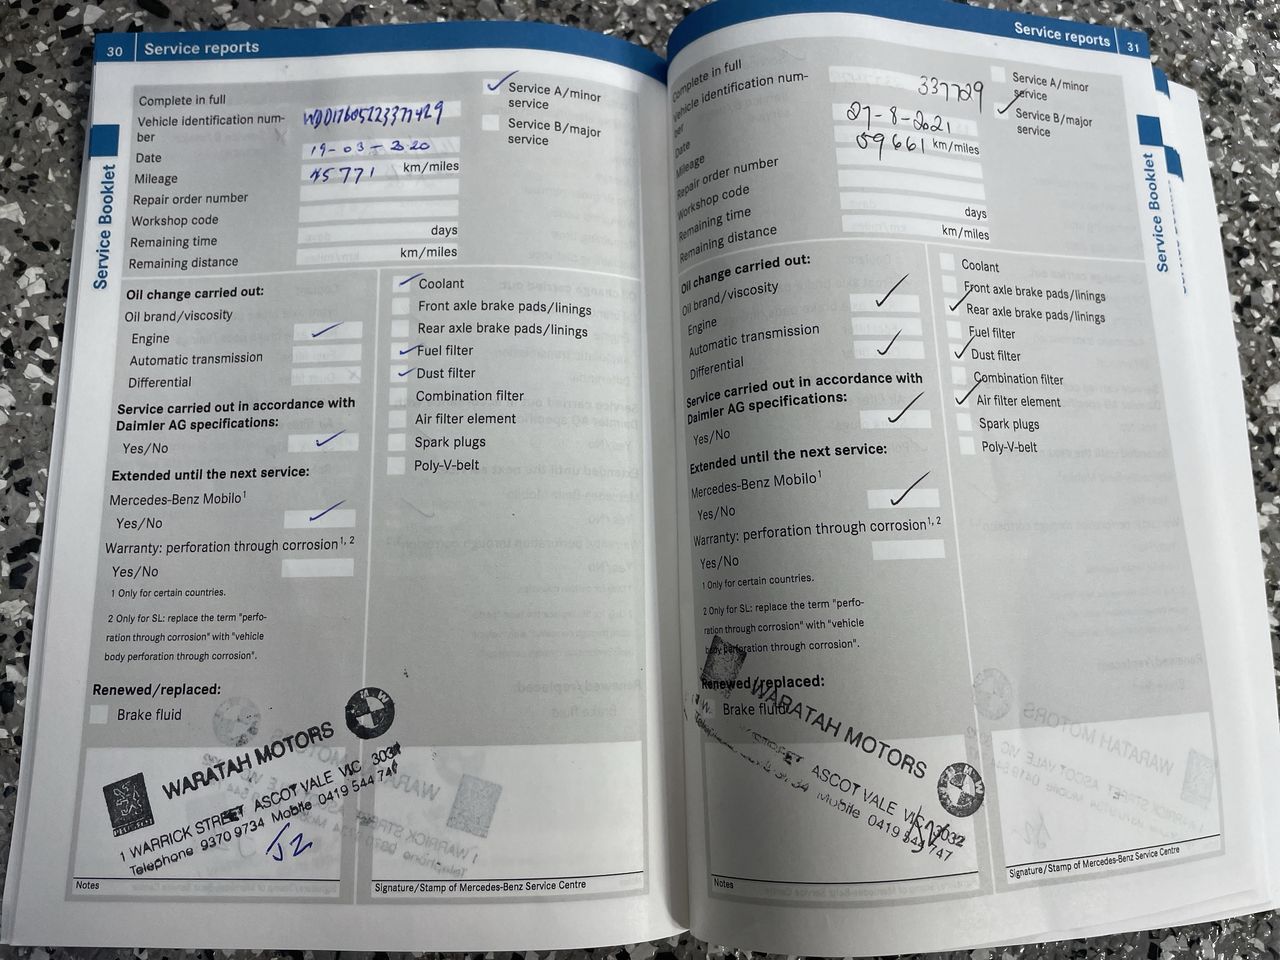 30 Service reports
Service Booklet
Complete in full
Vehicle identification num-
ber
Date 19-03-2020
Mileage 45771 km/miles
Repair order number
Workshop code
Remaining time days
Remaining distance km/miles
Service A/minor
service
Service B/major
service
Oil change carried out:
Oil brand/viscosity
Engine
Automatic transmission
Differential
Service carried out in accordance with
Daimler AG specifications:
Yes/No
Extended until the next service:
Mercedes-Benz Mobilo1
Yes/No
Warranty: perforation through corrosion1, 2
Yes/No
1 Only for certain countries.
2 Only for SL: replace the term "perfo-
ration through corrosion" with "vehicle
body perforation through corrosion".
Coolant
Front axle brake pads/linings
Rear axle brake pads/linings
Fuel filter
Dust filter
Combination filter
Air filter element
Spark plugs
Poly-V-belt
Renewed/replaced:
Brake fluid
BMW
PEUGEOT
WARATAH MOTORS
1 WARRICK STREET ASCOT VALE VIC
Telephone 9370 9734 Mobile 0419 544
Notes
Signature/Stamp of Mercedes-Benz Service Centre
Service reports 31
Service Booklet
Complete in full
Vehicle identification num- 337729
ber
Date 27-8-2021
Mileage 59661 km/miles
Repair order number
Workshop code
Remaining time days
Remaining distance km/miles
Service A/minor
service
Service B/major
service
Oil change carried out:
Oil brand/viscosity
Engine
Automatic transmission
Differential
Service carried out in accordance with
Daimler AG specifications:
Yes/No
Extended until the next service:
Mercedes-Benz Mobilo1
Yes/No
Warranty: perforation through corrosion1, 2
Yes/No
1 Only for certain countries.
2 Only for SL: replace the term "perfo-
ration through corrosion" with "vehicle
body perforation through corrosion".
Coolant
Front axle brake pads/linings
Rear axle brake pads/linings
Fuel filter
Dust filter
Combination filter
Air filter element
Spark plugs
Poly-V-belt
Renewed/replaced:
Brake fluid
WARATAH MOTORS
ASCOT VALE VIC 3032
Mobile 0419 544 747
Notes
Signature/Stamp of Mercedes-Benz Service Centre